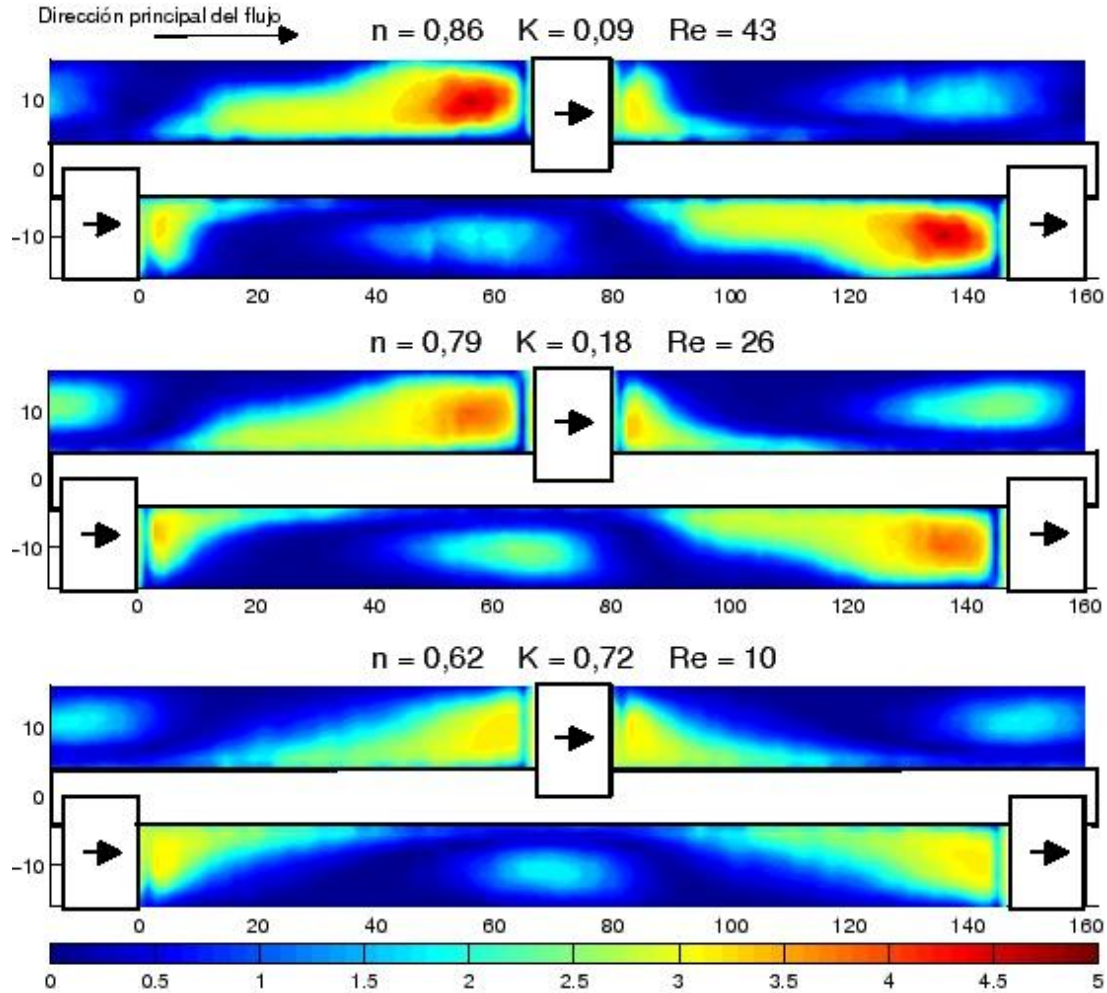 Dirección principal del flujo
n = 0,86 K = 0,09 Re = 43
10
0
−10
0 20 40 60 80 100 120 140 160
n = 0,79 K = 0,18 Re = 26
10
0
−10
0 20 40 60 80 100 120 140 160
n = 0,62 K = 0,72 Re = 10
10
0
−10
0 20 40 60 80 100 120 140 160
0 0.5 1 1.5 2 2.5 3 3.5 4 4.5 5